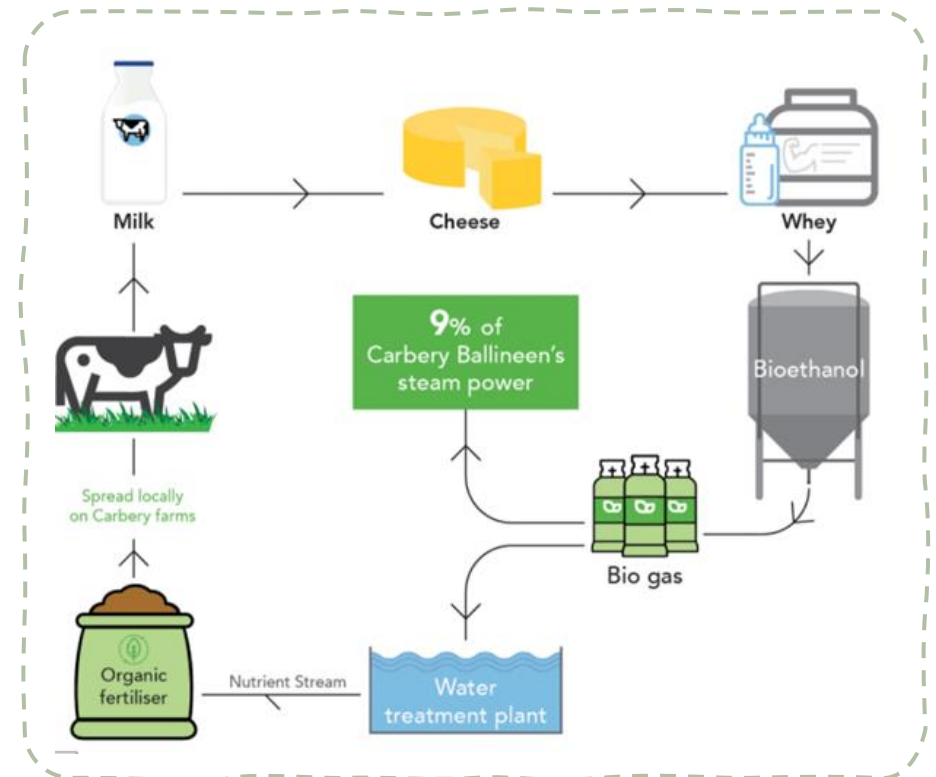 Milk
Cheese
Whey
9% of
Carbery Ballineen's
steam power
Bioethanol
Spread locally
on Carbery farms
Bio gas
Organic
fertiliser
Nutrient Stream
Water
treatment plant